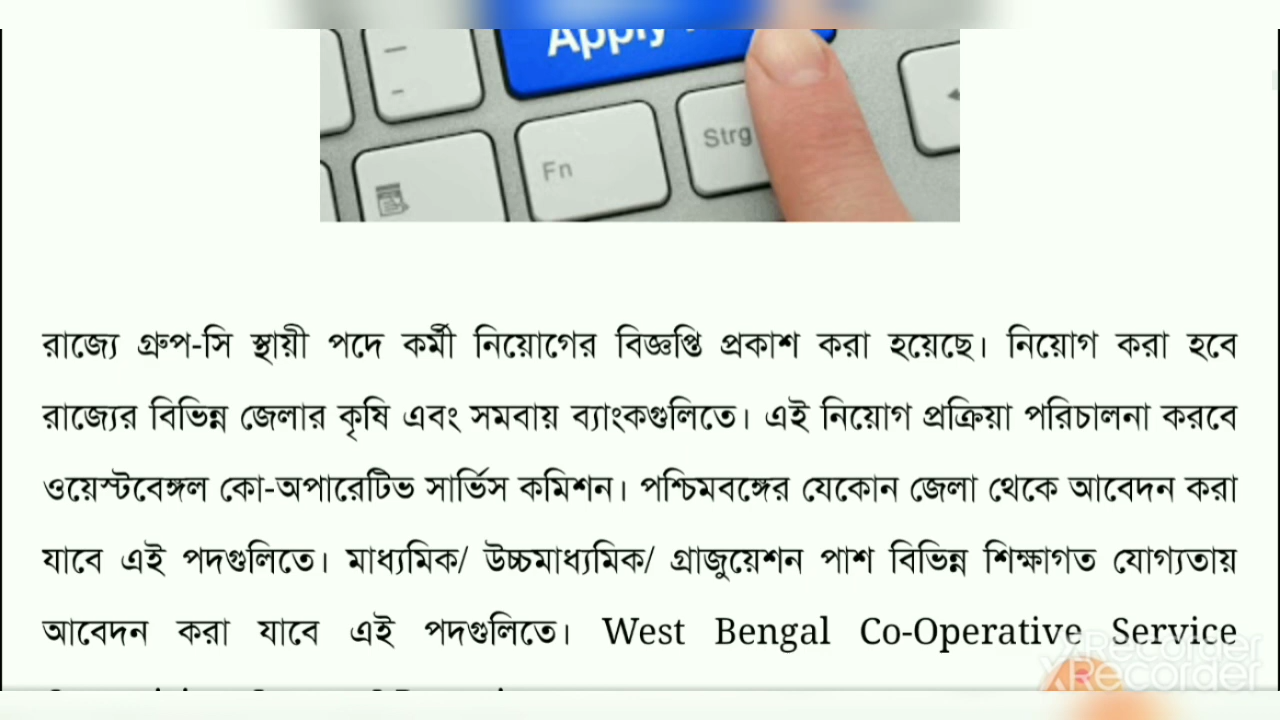 Apply
Fn
Strg
রাজ্যে গ্রুপ-সি স্থায়ী পদে কর্মী নিয়োগের বিজ্ঞপ্তি প্রকাশ করা হয়েছে। নিয়োগ করা হবে
রাজ্যের বিভিন্ন জেলার কৃষি এবং সমবায় ব্যাংকগুলিতে। এই নিয়োগ প্রক্রিয়া পরিচালনা করবে
ওয়েস্টবেঙ্গল কো-অপারেটিভ সার্ভিস কমিশন। পশ্চিমবঙ্গের যেকোন জেলা থেকে আবেদন করা
যাবে এই পদগুলিতে। মাধ্যমিক/ উচ্চমাধ্যমিক/ গ্রাজুয়েশন পাশ বিভিন্ন শিক্ষাগত যোগ্যতায়
আবেদন করা যাবে এই পদগুলিতে। West Bengal Co-Operative Service
XRecorder
XRecorder